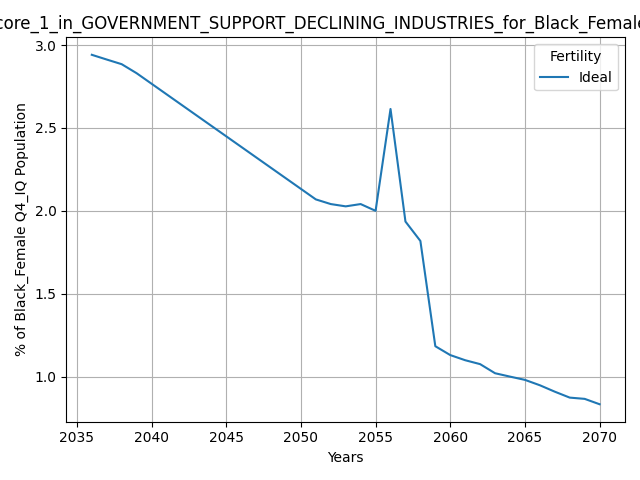 core_1_in_GOVERNMENT_SUPPORT_DECLINING_INDUSTRIES_for_Black_Female
3.0
2.5
2.0
1.5
1.0
% of Black_Female Q4_IQ Population
Fertility
Ideal
2035 2040 2045 2050 2055 2060 2065 2070
Years